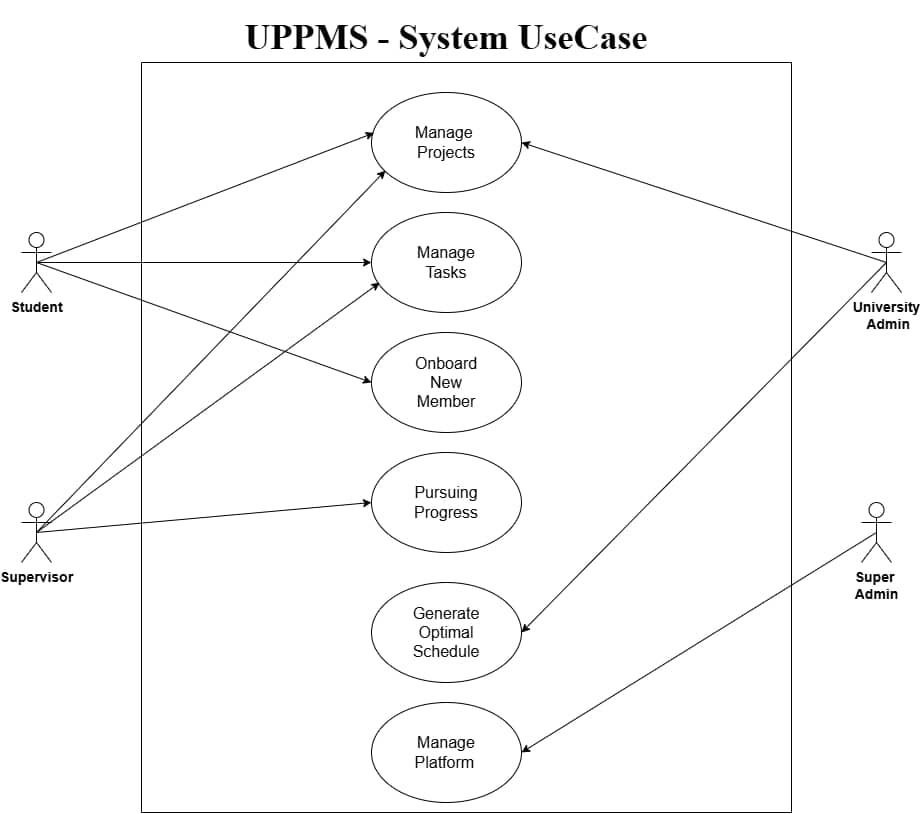 UPPMS - System UseCase
Manage
Projects
Manage
Tasks
Student
University
Admin
Onboard
New
Member
Pursuing
Progress
Supervisor
Super
Admin
Generate
Optimal
Schedule
Manage
Platform